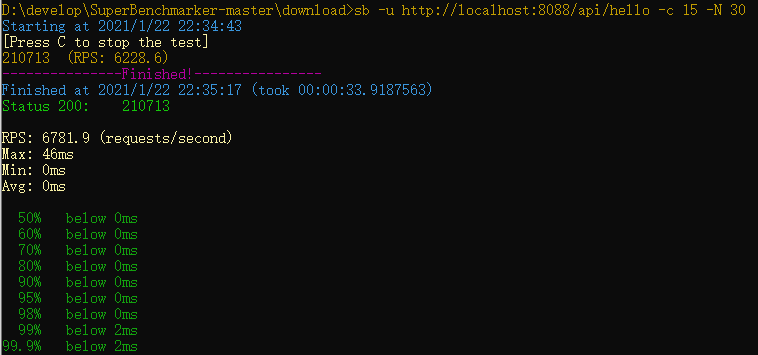 D:\develop\SuperBenchmarker-master\download>sb -u http://localhost:8088/api/hello -c 15 -N 30
Starting at 2021/1/22 22:34:43
[Press C to stop the test]
210713  (RPS: 6228.6)
---------------Finished!----------------
Finished at 2021/1/22 22:35:17 (took 00:00:33.9187563)
Status 200:    210713

RPS: 6781.9 (requests/second)
Max: 46ms
Min: 0ms
Avg: 0ms

  50%   below 0ms
  60%   below 0ms
  70%   below 0ms
  80%   below 0ms
  90%   below 0ms
  95%   below 0ms
  98%   below 0ms
  99%   below 2ms
99.9%   below 2ms